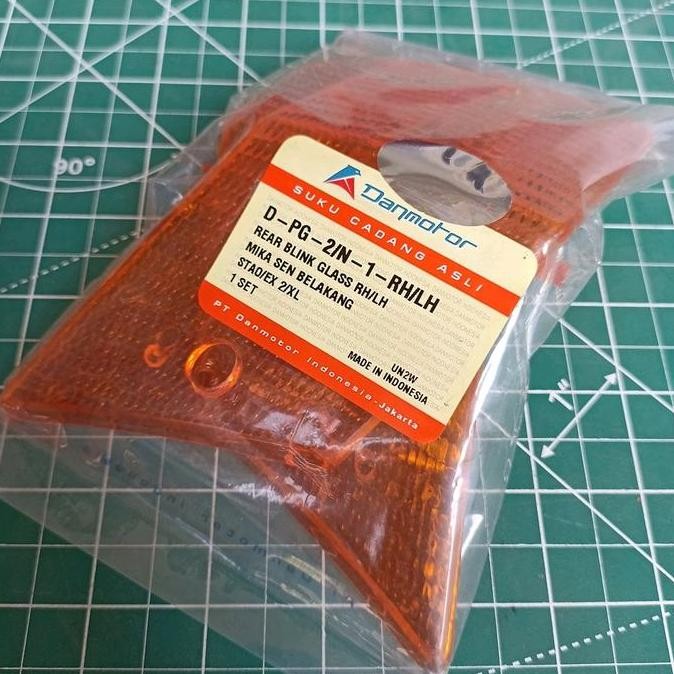 90°
Danmotor
SUKU CADANG ASLI
D-PG-2/N-1-RH/LH
REAR BLINK GLASS RH/LH
MIKA SEN BELAKANG
STAD/EX 2/XL
1 SET
UN2W
MADE IN INDONESIA
PT Danmotor Indonesia-Jakarta
1"